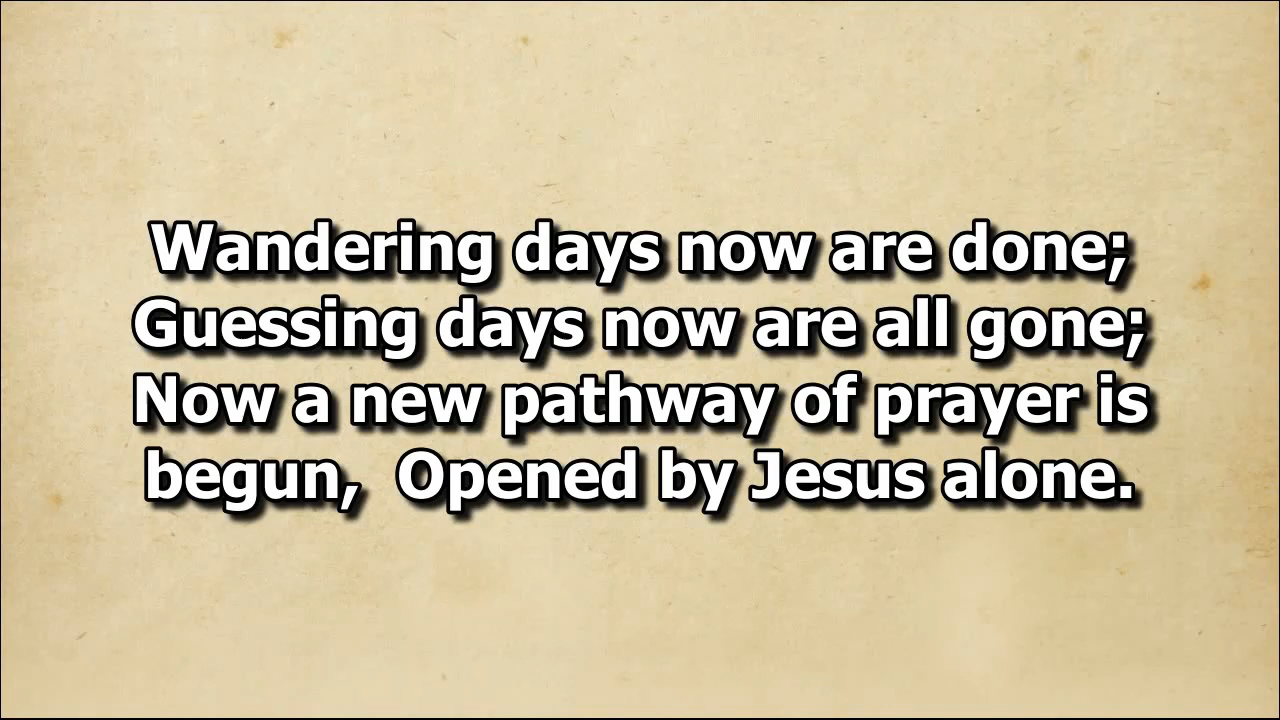 Wandering days now are done;
Guessing days now are all gone;
Now a new pathway of prayer is
begun,  Opened by Jesus alone.